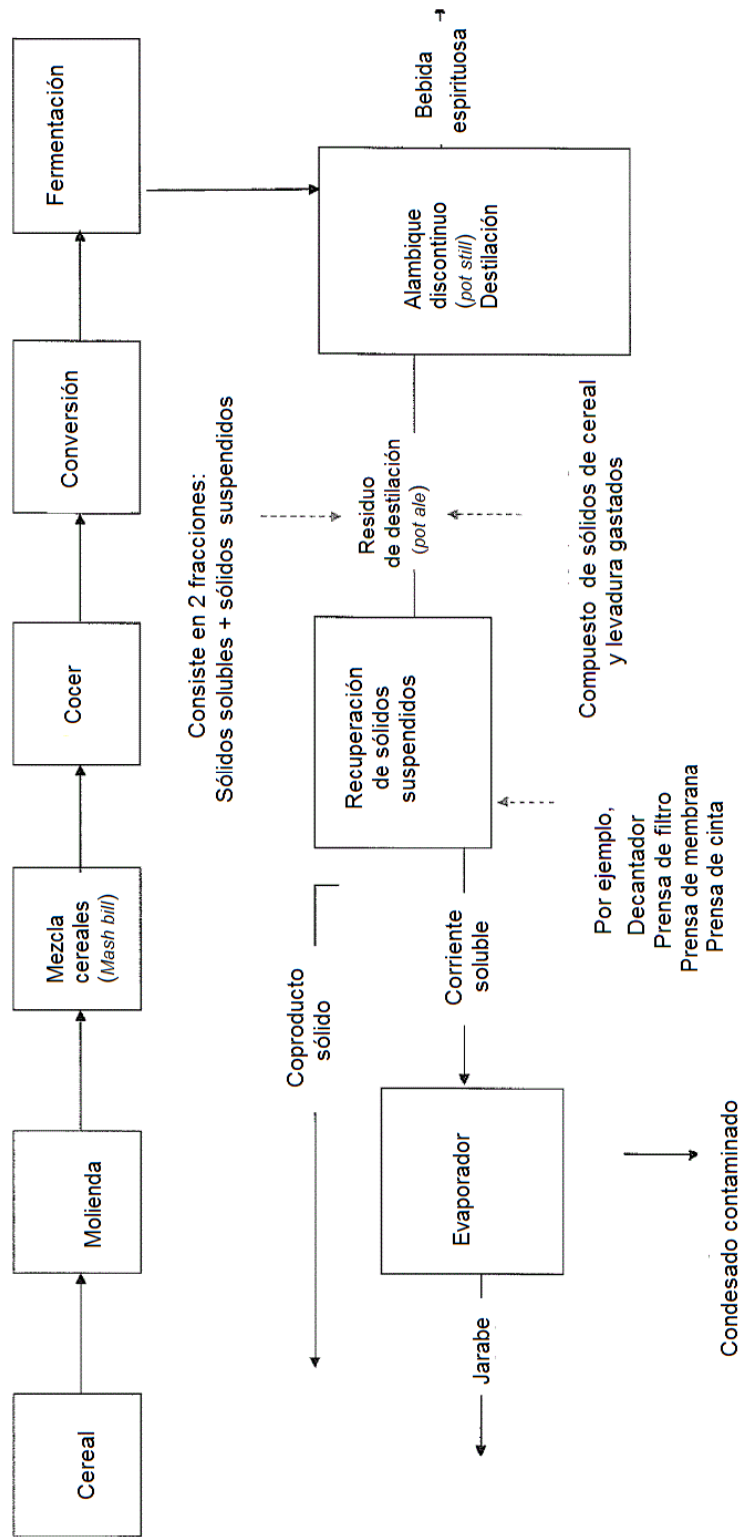 Cereal
Molienda
Mezcla
cereales
(Mash bill)
Cocer
Conversión
Fermentación
Consiste en 2 fracciones:
Sólidos solubles + sólidos suspendidos
Coproducto
sólido
Jarabe
Evaporador
Corriente
soluble
Recuperación
de sólidos
suspendidos
Residuo
de destilación
(pot ale)
Alambique
discontinuo
(pot still)
Destilación
Bebida
espirituosa
Condesado contaminado
Por ejemplo,
Decantador
Prensa de filtro
Prensa de membrana
Prensa de cinta
Compuesto de sólidos de cereal
y levadura gastados